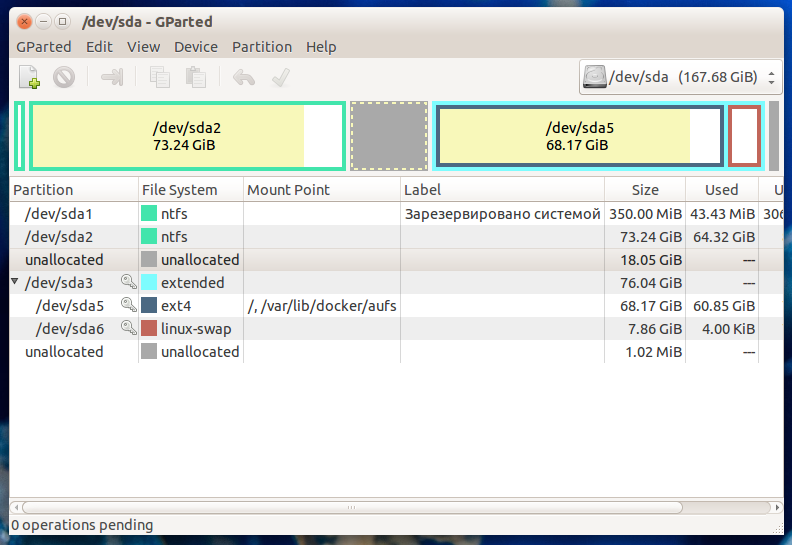 /dev/sda - GParted
GParted Edit View Device Partition Help
/dev/sda (167.68 GiB)
/dev/sda2
73.24 GiB
/dev/sda5
68.17 GiB
Partition File System Mount Point Label Size Used U
/dev/sda1 ntfs Зарезервировано системой 350.00 MiB 43.43 MiB 306
/dev/sda2 ntfs 73.24 GiB 64.32 GiB
unallocated unallocated 18.05 GiB ---
/dev/sda3 extended 76.04 GiB ---
/dev/sda5 ext4 /, /var/lib/docker/aufs 68.17 GiB 60.85 GiB
/dev/sda6 linux-swap 7.86 GiB 4.00 KiB
unallocated unallocated 1.02 MiB ---
0 operations pending